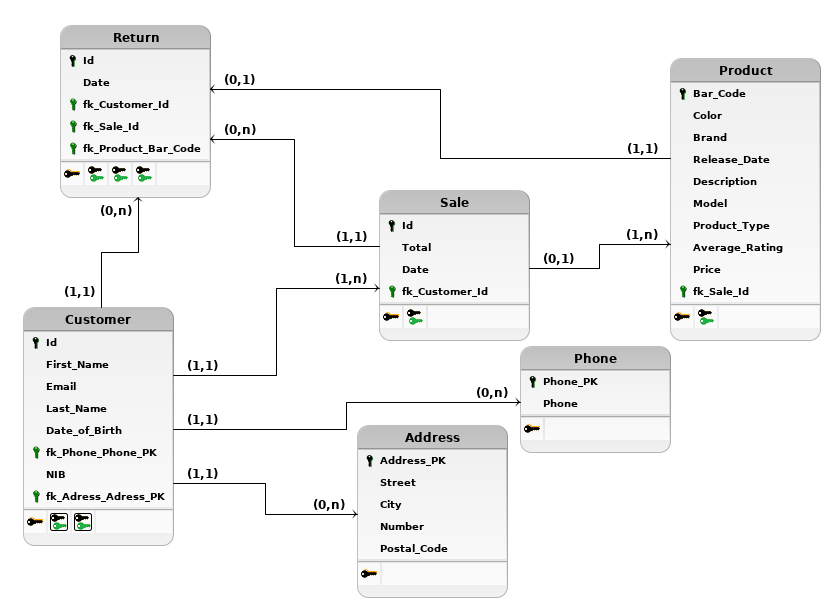 Return
Id
Date
fk_Customer_Id
fk_Sale_Id
fk_Product_Bar_Code
(0,1)
(0,n)
(0,n)
(1,1)
Product
Bar_Code
Color
Brand
Release_Date
Description
Model
Product_Type
Average_Rating
Price
fk_Sale_Id
(1,1)
Sale
Id
Total
Date
fk_Customer_Id
(1,1)
(0,1)
(1,n)
(1,n)
Customer
Id
First_Name
Email
Last_Name
Date_of_Birth
fk_Phone_Phone_PK
NIB
fk_Adress_Adress_PK
(1,1)
(1,1)
(1,1)
(0,n)
(0,n)
Phone
Phone_PK
Phone
Address
Address_PK
Street
City
Number
Postal_Code